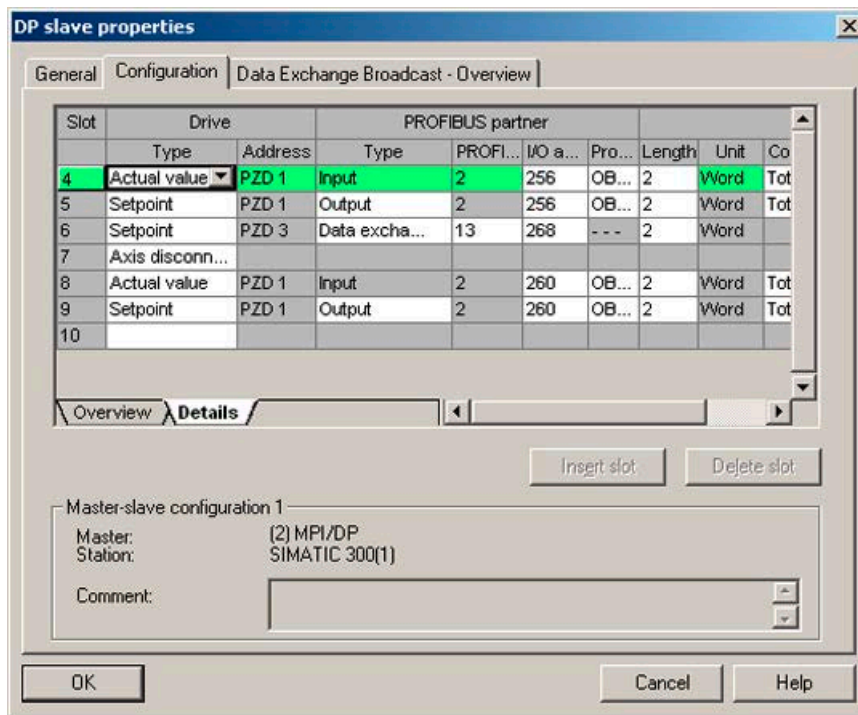 DP slave properties
General Configuration Data Exchange Broadcast - Overview
Slot Drive PROFIBUS partner
Type Address Type PROFI... I/O a... Pro... Length Unit Co
4 Actual value PZD 1 Input 2 256 OB... 2 Word Tot
5 Setpoint PZD 1 Output 2 256 OB... 2 Word Tot
6 Setpoint PZD 3 Data excha... 13 268 - - - 2 Word
7 Axis disconn...
8 Actual value PZD 1 Input 2 260 OB... 2 Word Tot
9 Setpoint PZD 1 Output 2 260 OB... 2 Word Tot
10
Overview Details
Insert slot Delete slot
Master-slave configuration 1
Master: (2) MPI/DP
Station: SIMATIC 300(1)
Comment:
OK Cancel Help